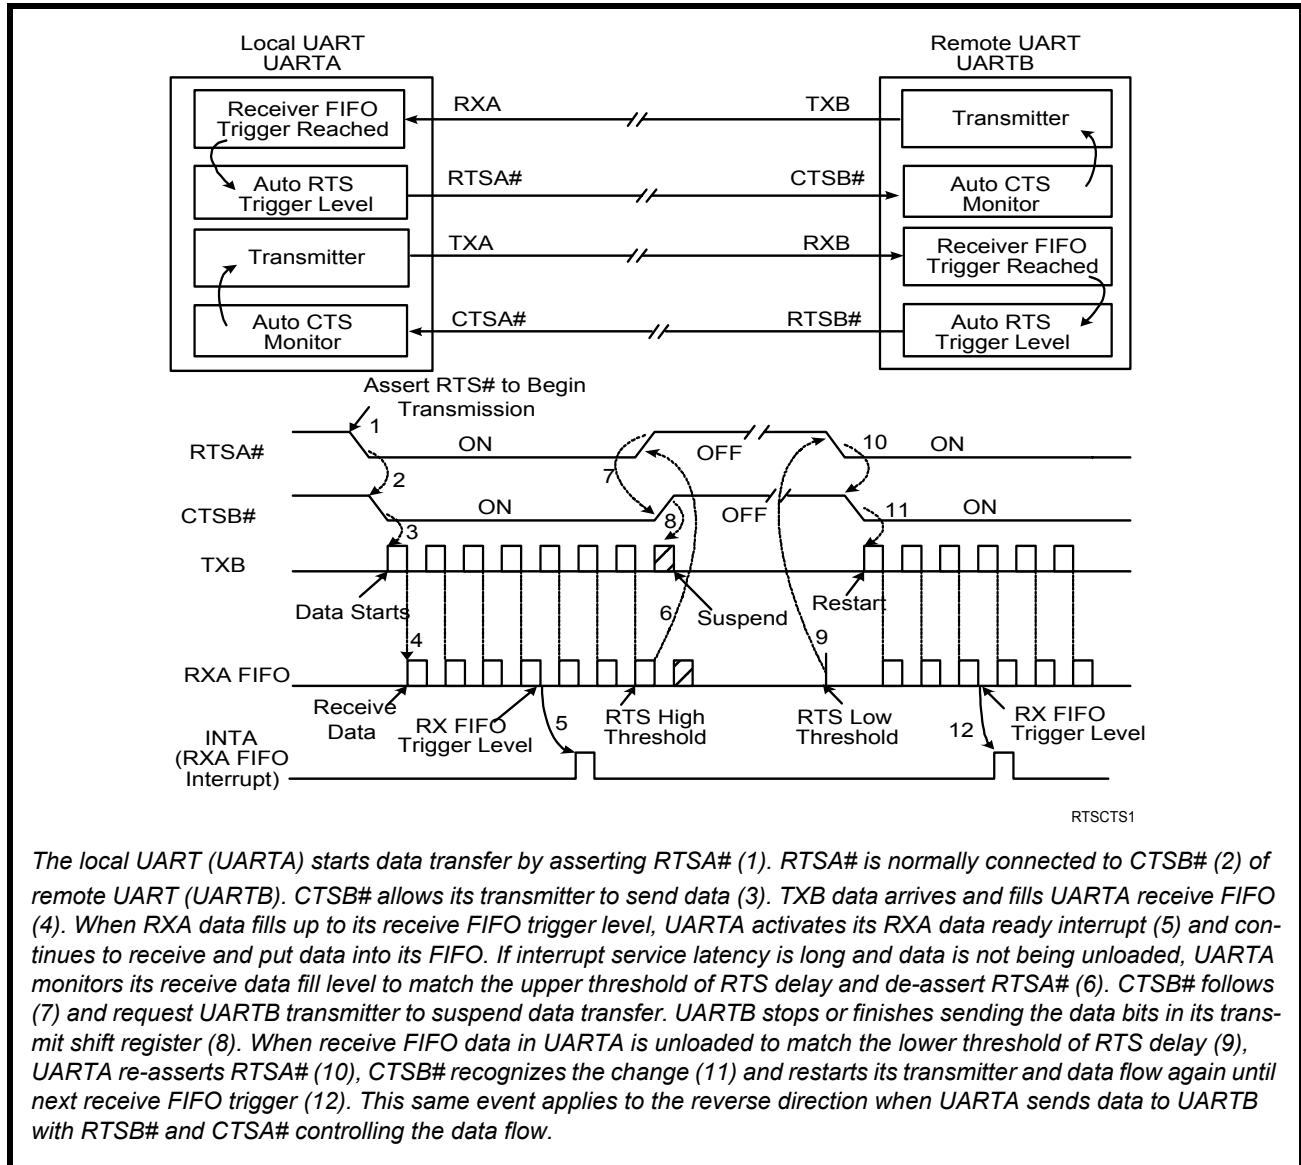 Local UART
UARTA
Remote UART
UARTB
Receiver FIFO
Trigger Reached
RXA
TXB
Transmitter
Auto RTS
Trigger Level
RTSA#
CTSB#
Auto CTS
Monitor
Transmitter
TXA
RXB
Receiver FIFO
Trigger Reached
Auto CTS
Monitor
CTSA#
RTSB#
Auto RTS
Trigger Level
Assert RTS# to Begin
Transmission
1
RTSA#
ON
OFF
10
ON
2
7
CTSB#
ON
8
OFF
11
ON
3
TXB
Data Starts
6
Suspend
Restart
4
9
RXA FIFO
Receive
Data
RX FIFO
Trigger Level
5
RTS High
Threshold
RTS Low
Threshold
12
RX FIFO
Trigger Level
INTA
(RXA FIFO
Interrupt)
RTSCTS1
The local UART (UARTA) starts data transfer by asserting RTSA# (1). RTSA# is normally connected to CTSB# (2) of
remote UART (UARTB). CTSB# allows its transmitter to send data (3). TXB data arrives and fills UARTA receive FIFO
(4). When RXA data fills up to its receive FIFO trigger level, UARTA activates its RXA data ready interrupt (5) and con-
tinues to receive and put data into its FIFO. If interrupt service latency is long and data is not being unloaded, UARTA
monitors its receive data fill level to match the upper threshold of RTS delay and de-assert RTSA# (6). CTSB# follows
(7) and request UARTB transmitter to suspend data transfer. UARTB stops or finishes sending the data bits in its trans-
mit shift register (8). When receive FIFO data in UARTA is unloaded to match the lower threshold of RTS delay (9),
UARTA re-asserts RTSA# (10), CTSB# recognizes the change (11) and restarts its transmitter and data flow again until
next receive FIFO trigger (12). This same event applies to the reverse direction when UARTA sends data to UARTB
with RTSB# and CTSA# controlling the data flow.